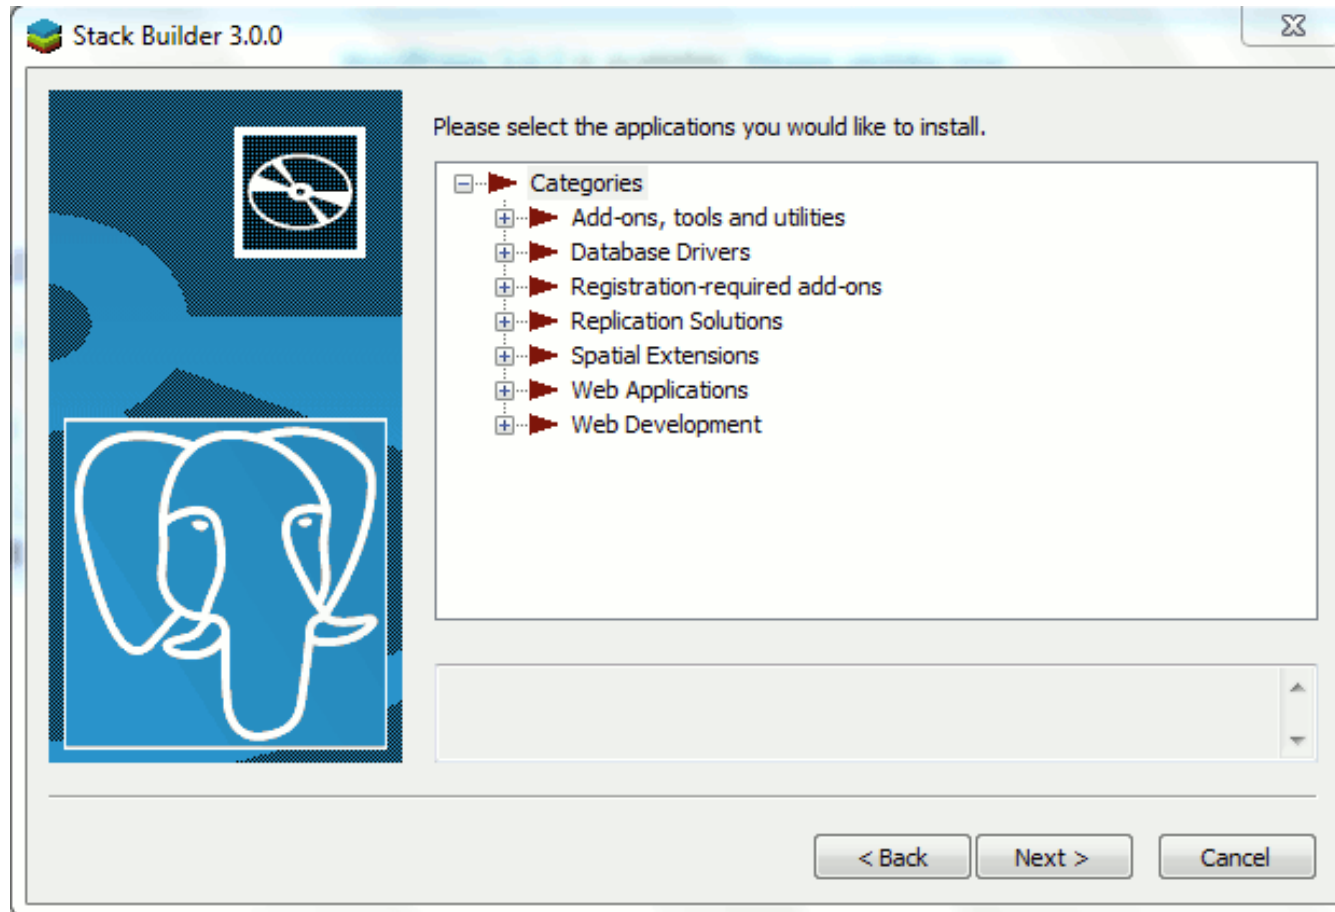 Stack Builder 3.0.0
Please select the applications you would like to install.
Categories
Add-ons, tools and utilities
Database Drivers
Registration-required add-ons
Replication Solutions
Spatial Extensions
Web Applications
Web Development
< Back
Next >
Cancel